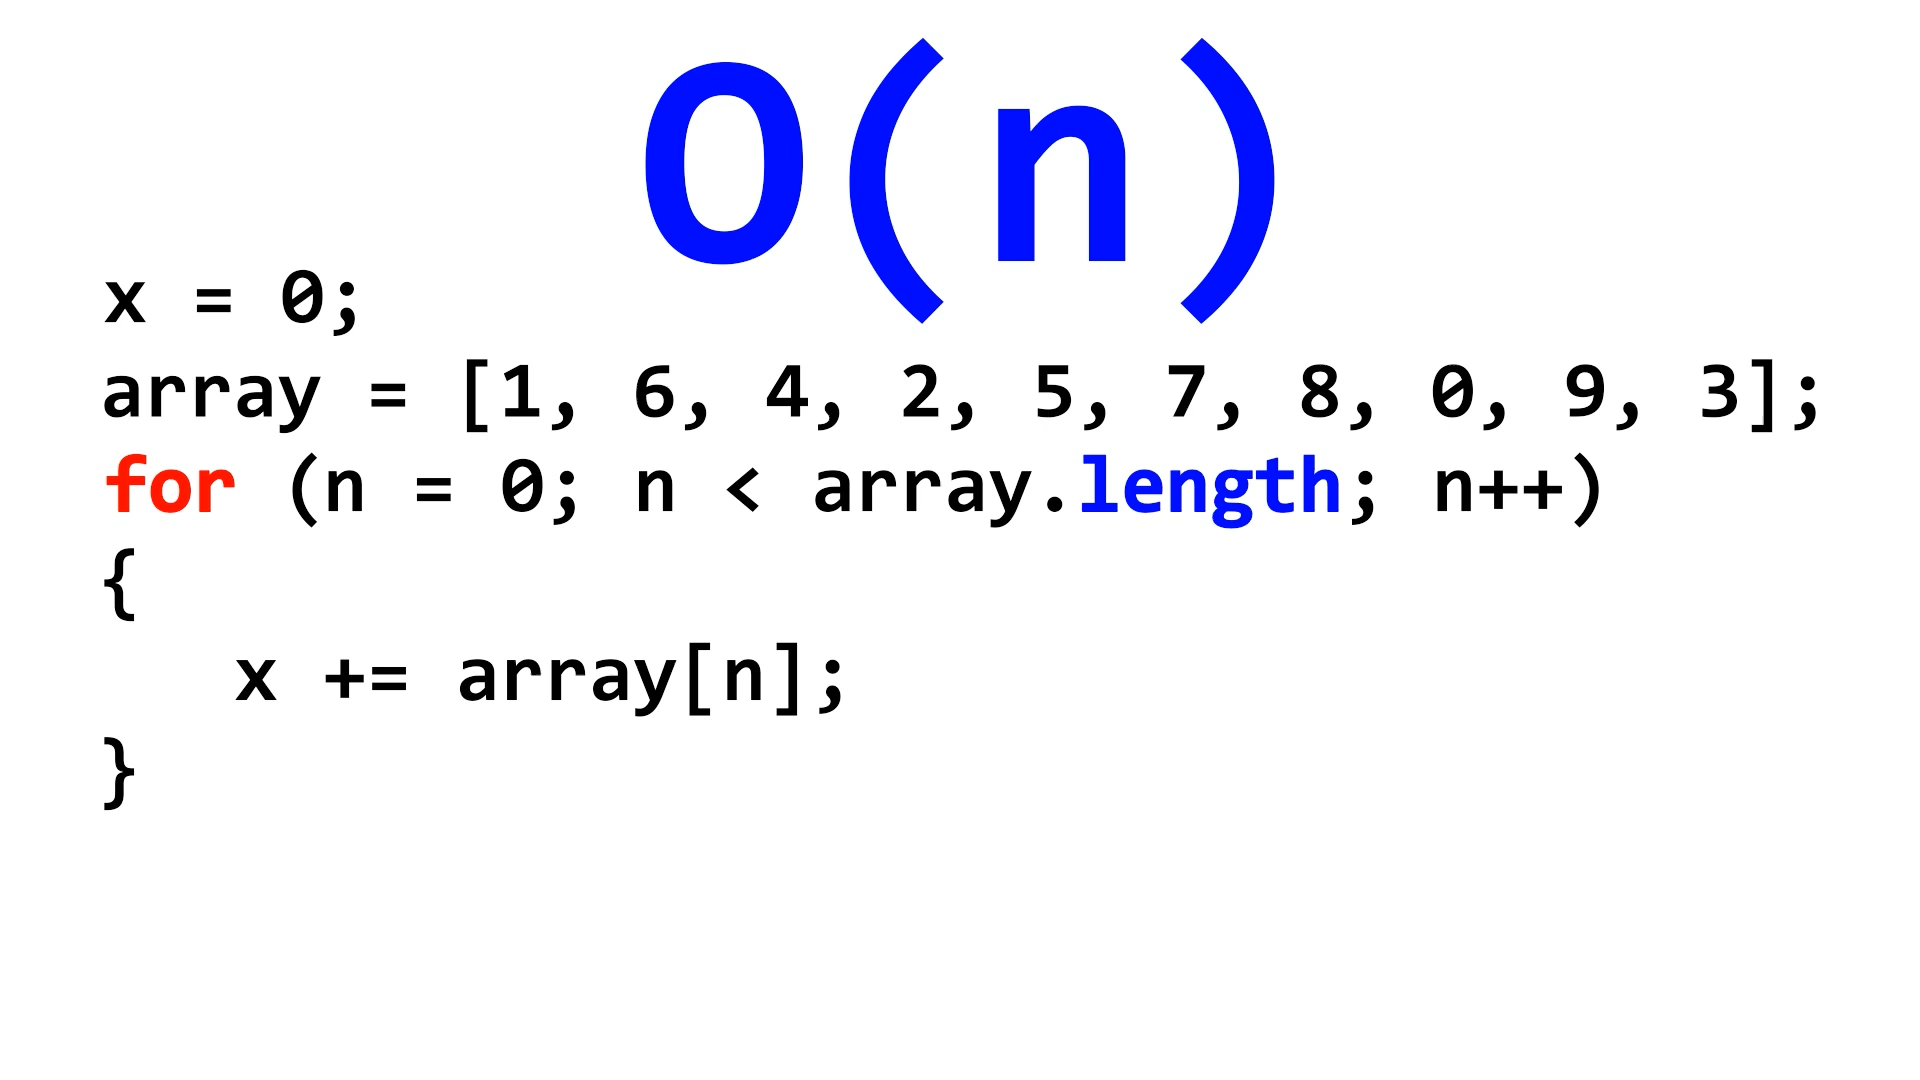 O(n)
x = 0;
array = [1, 6, 4, 2, 5, 7, 8, 0, 9, 3];
for (n = 0; n < array.length; n++)
{
   x += array[n];
}